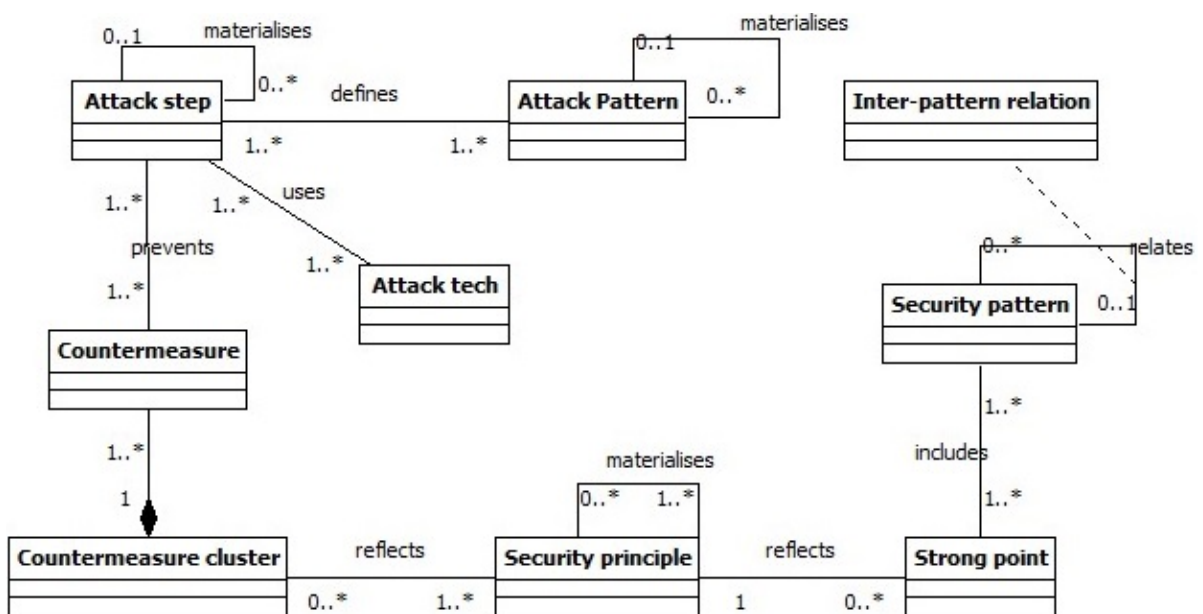 materialises
0..1
Attack step
0..*
defines
1..*
1..*
materialises
0..1
Attack Pattern
0..*
Inter-pattern relation
1..*
prevents
1..*
1..*
uses
1..*
Attack tech
0..*
relates
Security pattern
0..1
Countermeasure
1..*
1
1..*
includes
1..*
materialises
0..*
1..*
Countermeasure cluster
reflects
0..*
1..*
Security principle
reflects
1
0..*
Strong point